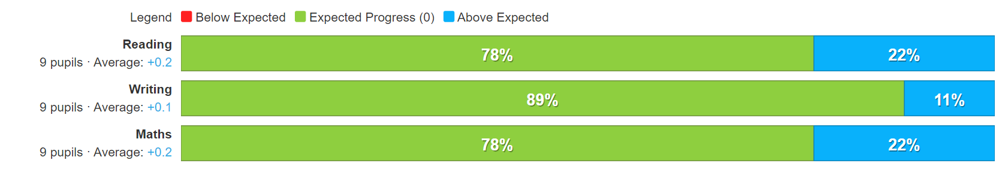 Legend Below Expected Expected Progress (0) Above Expected
Reading
9 pupils · Average: +0.2
78% 22%
Writing
9 pupils · Average: +0.1
89% 11%
Maths
9 pupils · Average: +0.2
78% 22%